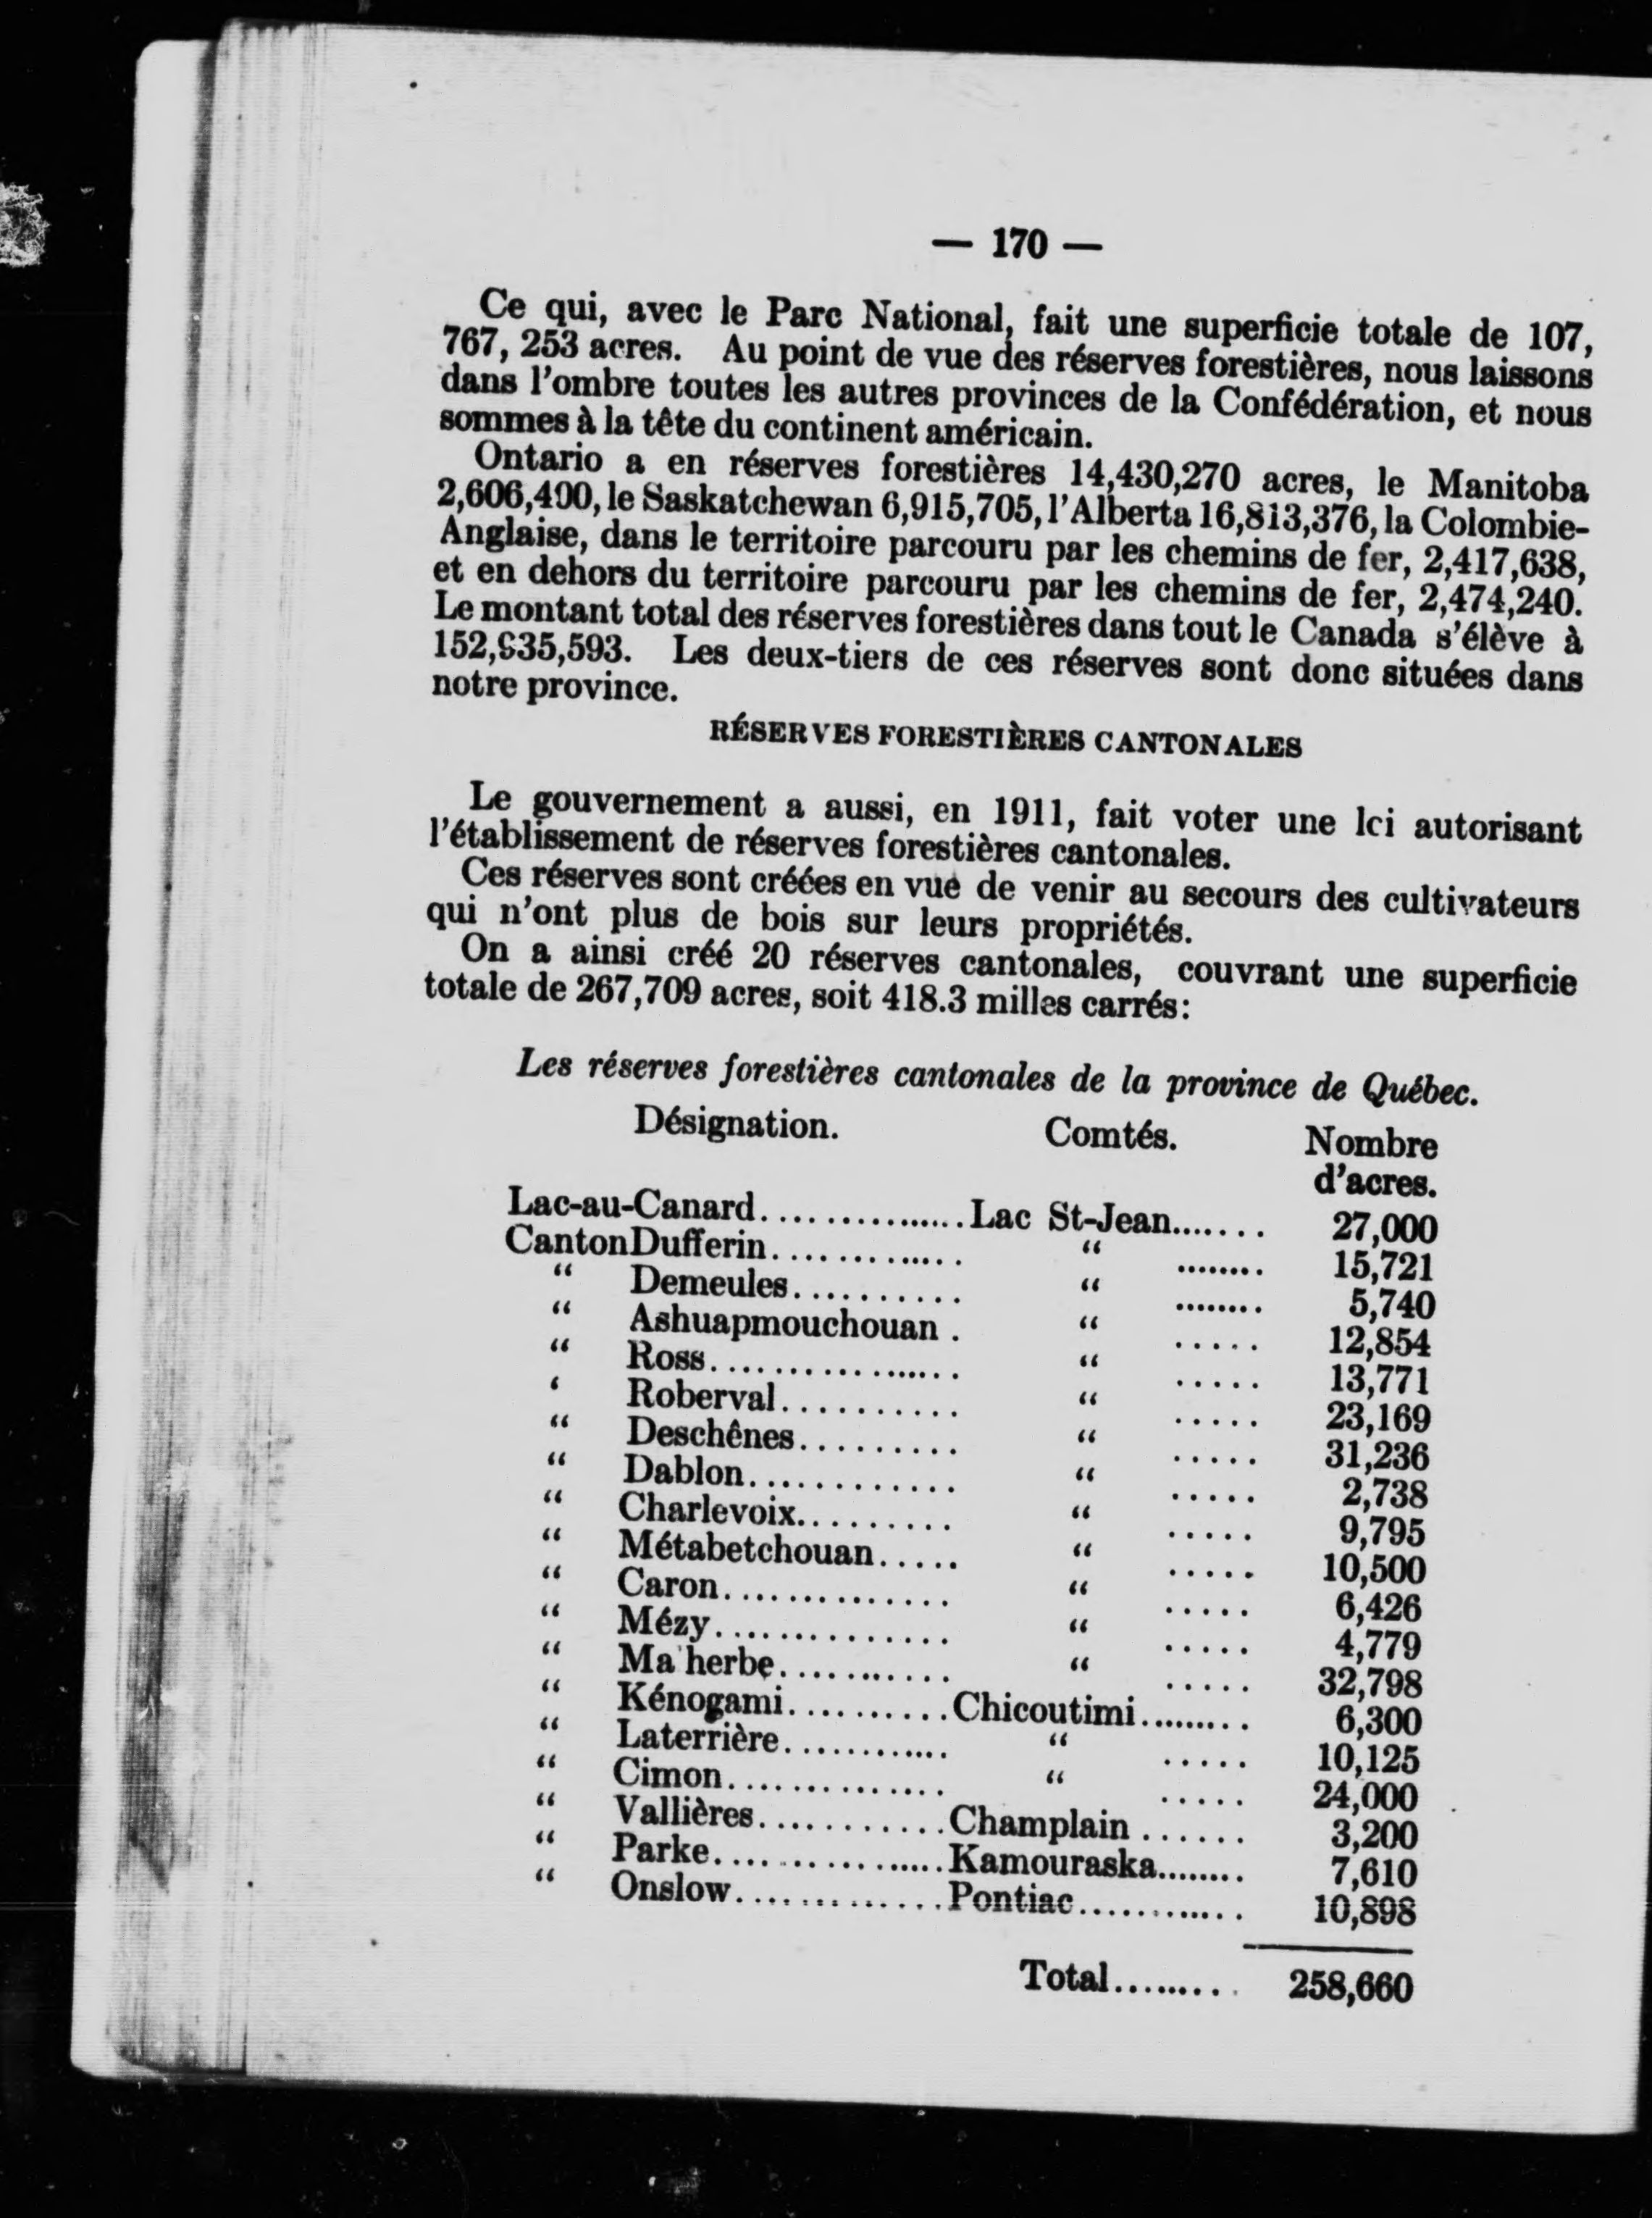 — 170 —
Ce qui, avec le Parc National, fait une superficie totale de 107,
767, 253 acres. Au point de vue des réserves forestières, nous laissons
dans l'ombre toutes les autres provinces de la Confédération, et nous
sommes à la tête du continent américain.
Ontario a en réserves forestières 14,430,270 acres, le Manitoba
2,606,400, le Saskatchewan 6,915,705, l'Alberta 16,813,376, la Colombie-
Anglaise, dans le territoire parcouru par les chemins de fer, 2,417,638,
et en dehors du territoire parcouru par les chemins de fer, 2,474,240.
Le montant total des réserves forestières dans tout le Canada s'élève à
152,935,593. Les deux-tiers de ces réserves sont donc situées dans
notre province.
RÉSERVES FORESTIÈRES CANTONALES
Le gouvernement a aussi, en 1911, fait voter une loi autorisant
l'établissement de réserves forestières cantonales.
Ces réserves sont créées en vue de venir au secours des cultivateurs
qui n'ont plus de bois sur leurs propriétés.
On a ainsi créé 20 réserves cantonales, couvrant une superficie
totale de 267,709 acres, soit 418.3 milles carrés:
Les réserves forestières cantonales de la province de Québec.
Désignation. Comtés. Nombre
d'acres.
Lac-au-Canard.................. Lac St-Jean....... 27,000
Canton Dufferin............. “ ........ 15,721
“ Demeules.......... “ ........ 5,740
“ Ashuapmouchouan . “ ..... 12,854
“ Ross................ “ ..... 13,771
‘ Roberval........... “ ..... 23,169
“ Deschênes......... “ ..... 31,236
“ Dablon............. “ ..... 2,738
“ Charlevoix......... “ ..... 9,795
“ Métabetchouan..... “ ..... 10,500
“ Caron.............. “ ..... 6,426
“ Mézy.............. “ ..... 4,779
“ Ma'herbe........... “ ..... 32,798
“ Kénogami.......... Chicoutimi......... 6,300
“ Laterrière........... “ ..... 10,125
“ Cimon.............. “ ..... 24,000
“ Vallières............ Champlain ...... 3,200
“ Parke................ Kamouraska........ 7,610
“ Onslow............. Pontiac............ 10,898
Total......... 258,660